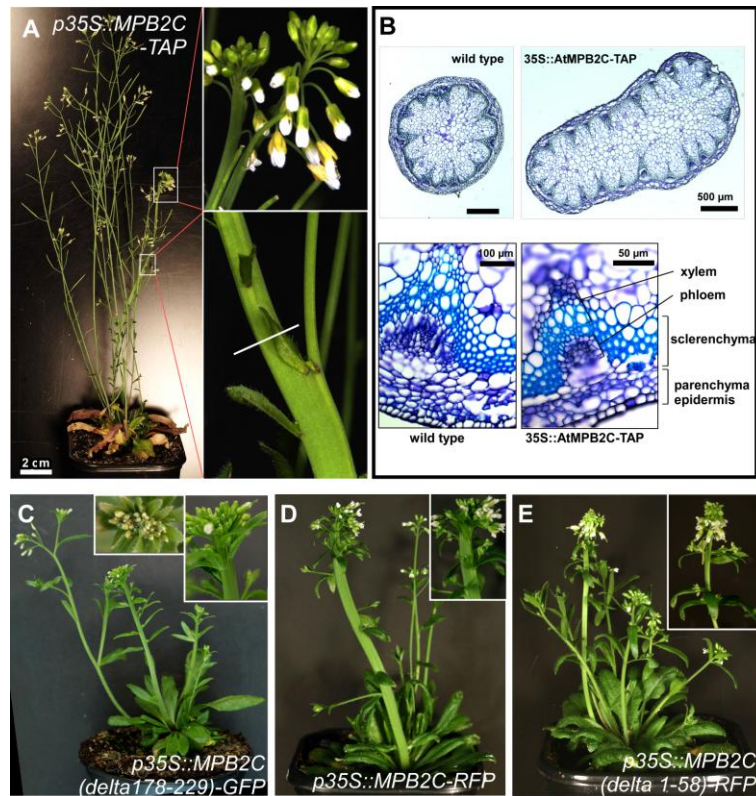 A
p35S::MPB2C
-TAP
2 cm
B
wild type
35S::AtMPB2C-TAP
500 µm
100 µm
50 µm
xylem
phloem
sclerenchyma
parenchyma
epidermis
wild type
35S::AtMPB2C-TAP
C
p35S::MPB2C
(delta178-229)-GFP
D
p35S::MPB2C-RFP
E
p35S::MPB2C
(delta 1-58)-RFP